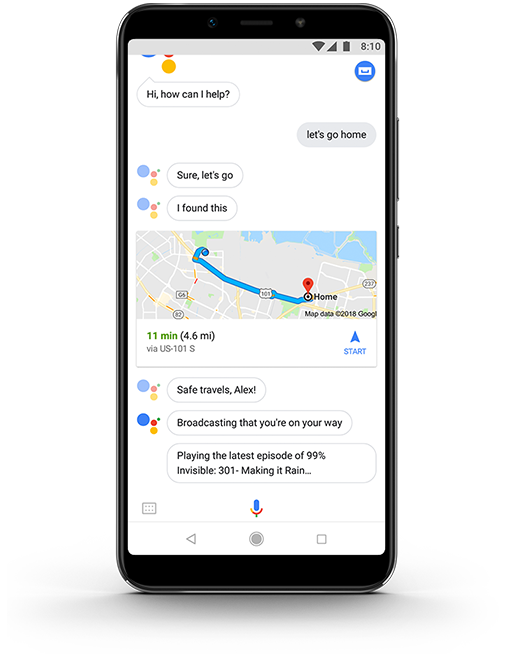 8:10
Hi, how can I help?
let's go home
Sure, let's go
I found this
237
G6
101
Home
82
Map data ©2018 Googl
11 min (4.6 mi)
via US-101 S
START
Safe travels, Alex!
Broadcasting that you're on your way
Playing the latest episode of 99%
Invisible: 301- Making it Rain...